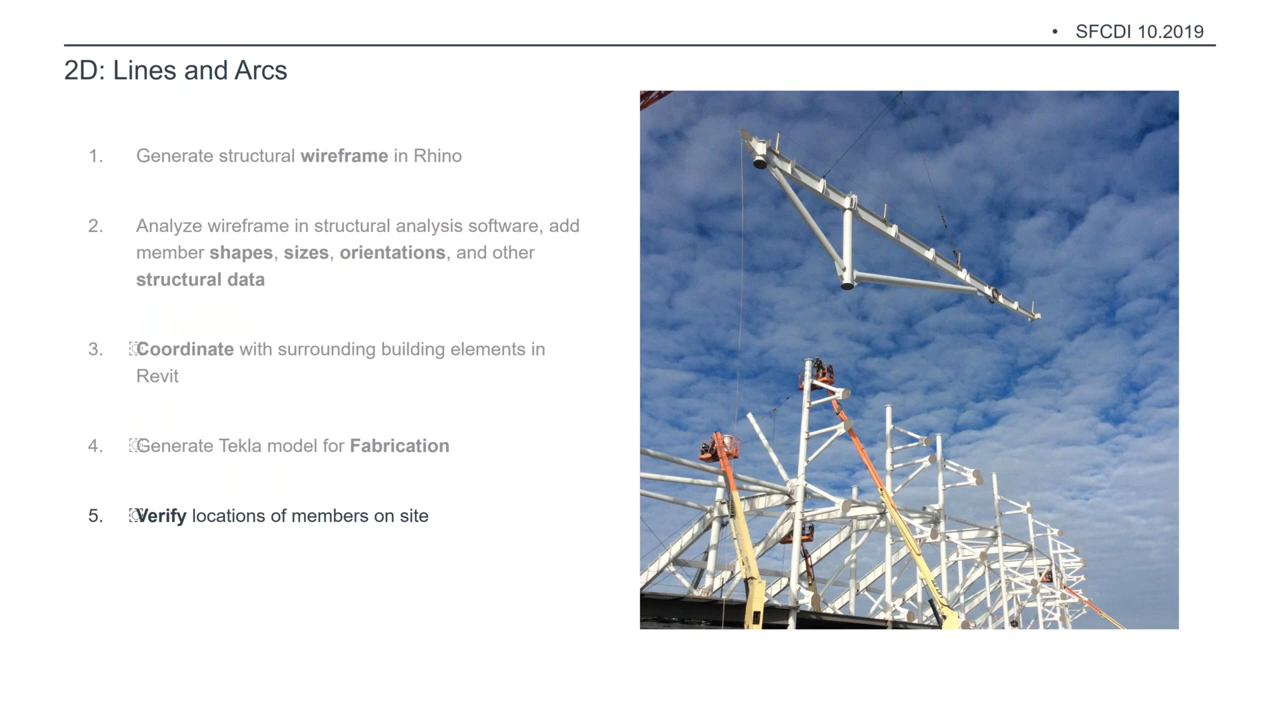 • SFCDI 10.2019
2D: Lines and Arcs
1. Generate structural wireframe in Rhino
2. Analyze wireframe in structural analysis software, add
member shapes, sizes, orientations, and other
structural data
3. Coordinate with surrounding building elements in
Revit
4. Generate Tekla model for Fabrication
5. Verify locations of members on site